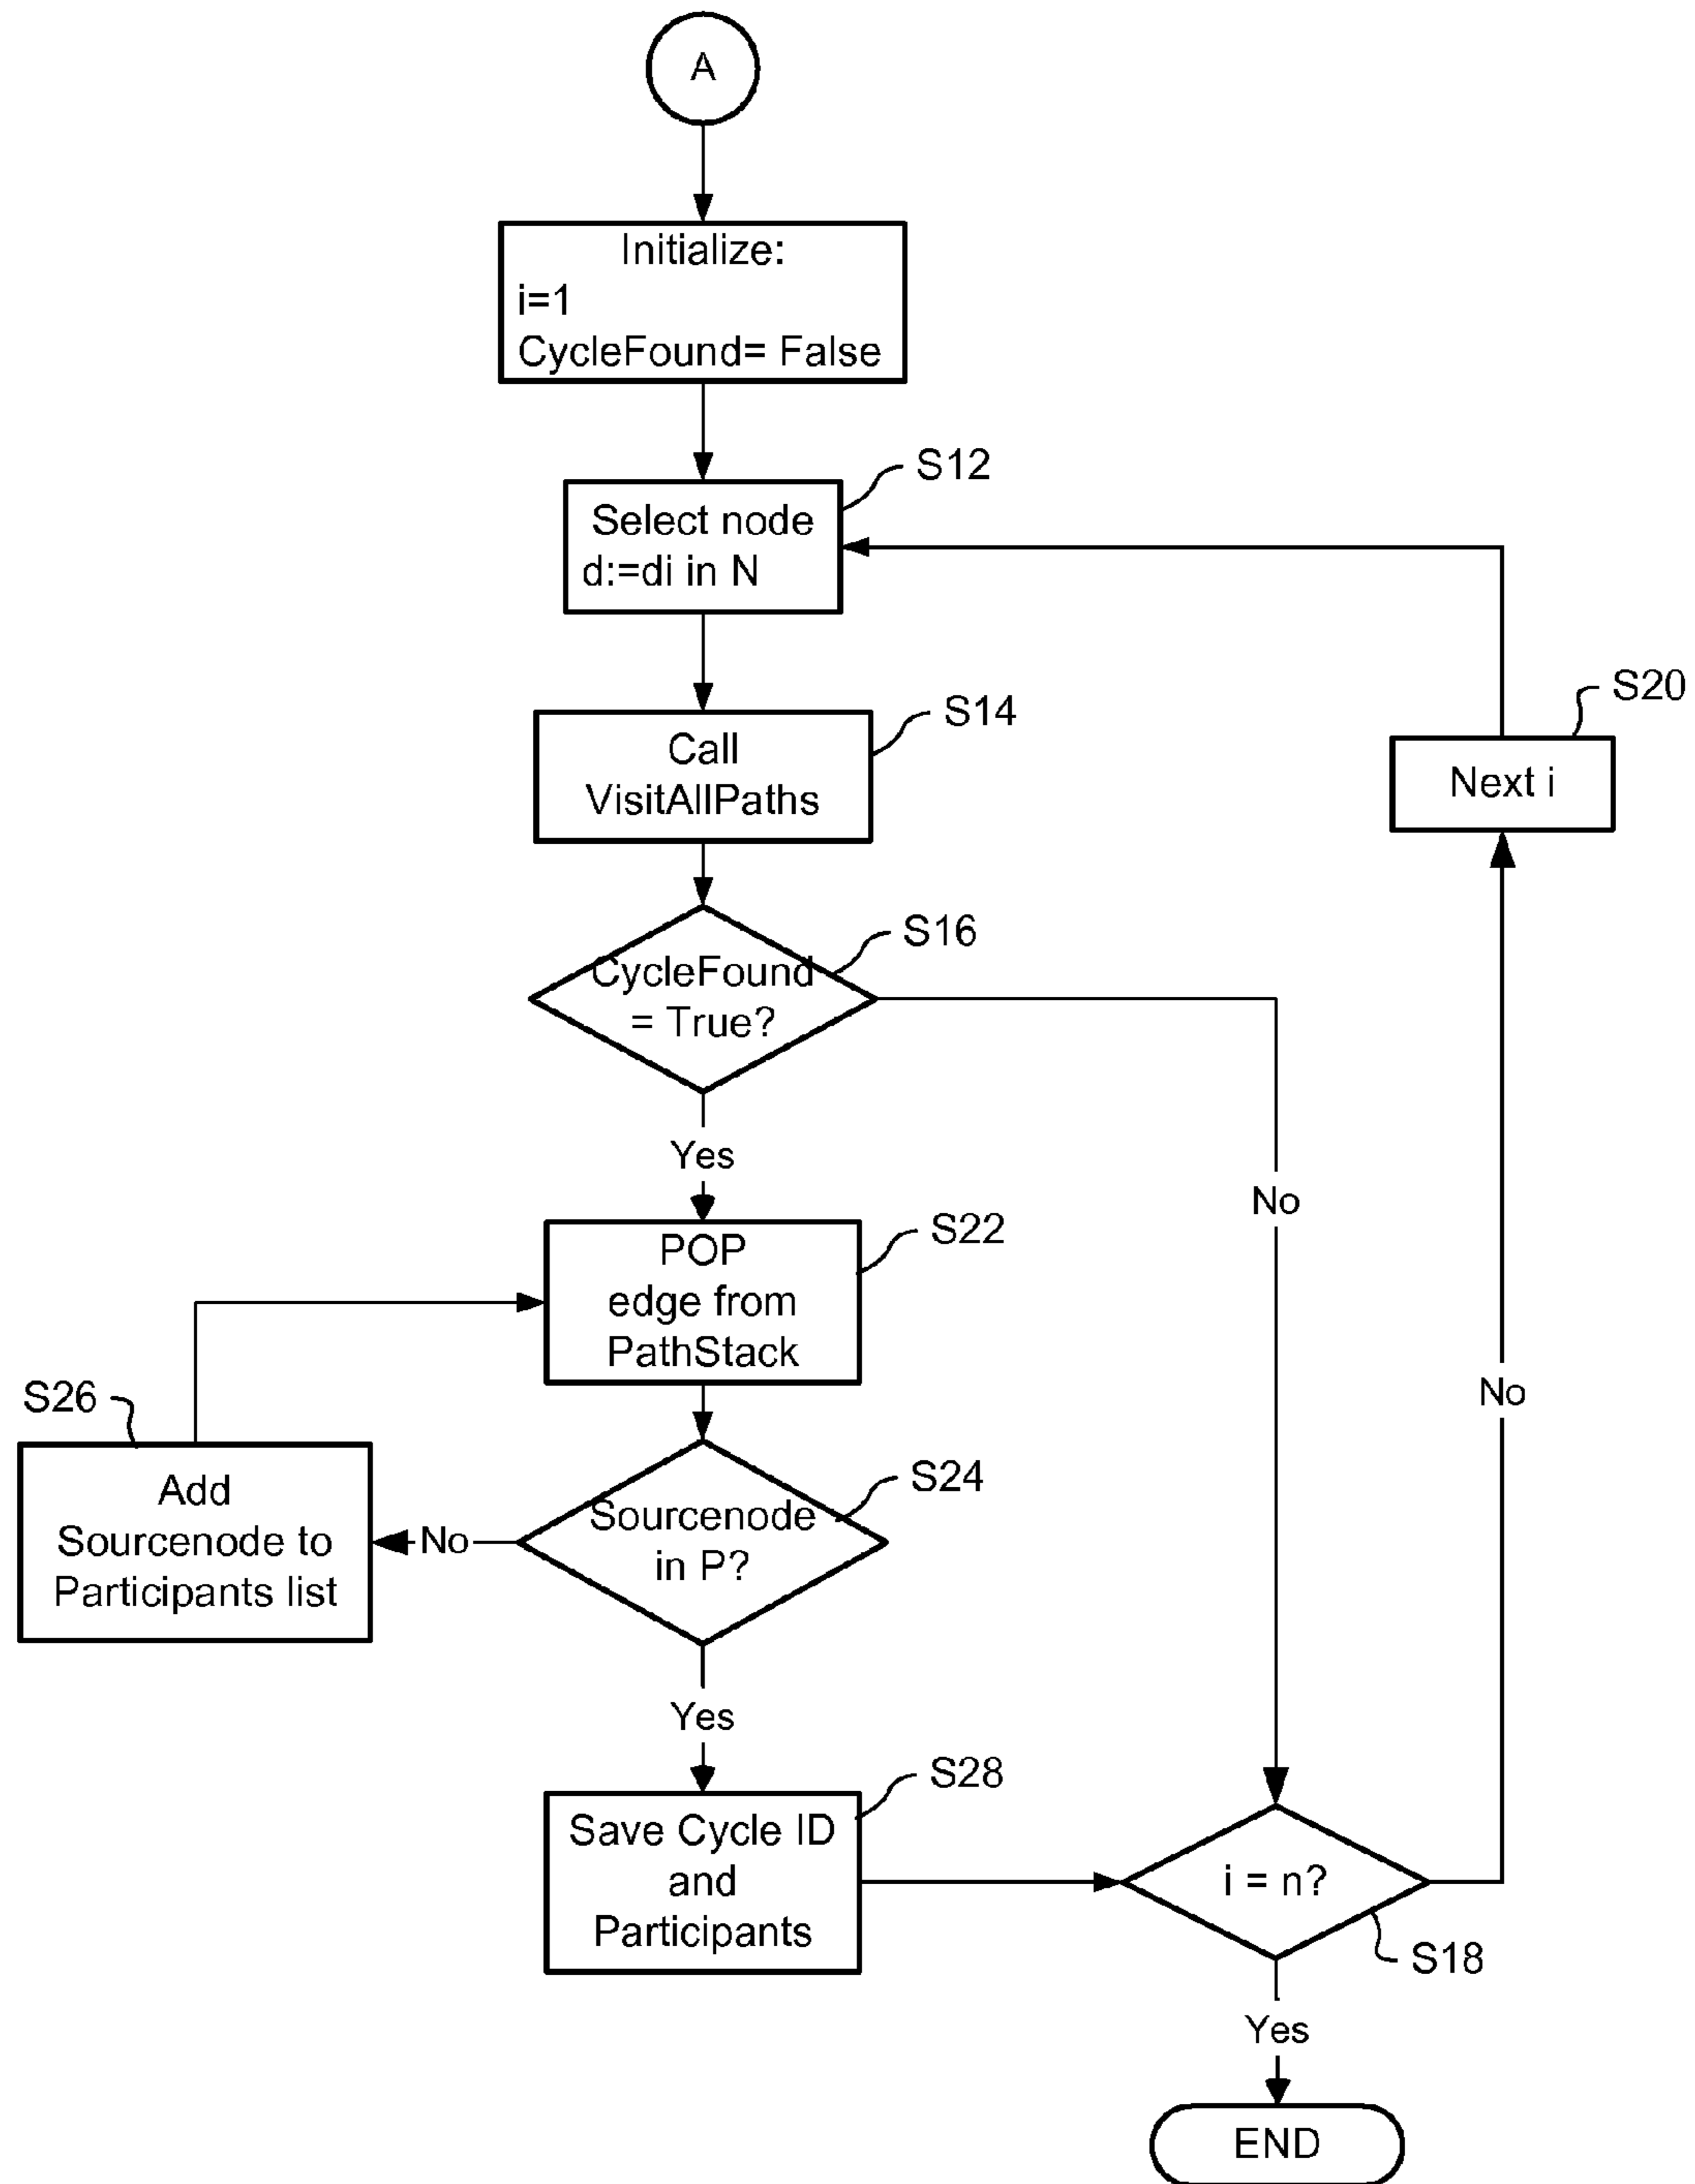 A
Initialize:
i=1
CycleFound= False
S12
Select node
d:=di in N
S14
Call
VisitAllPaths
S20
Next i
S16
CycleFound
= True?
Yes
No
S22
POP
edge from
PathStack
No
S26
Add
Sourcenode to
Participants list
No
S24
Sourcenode
in P?
Yes
S28
Save Cycle ID
and
Participants
i = n?
S18
Yes
END